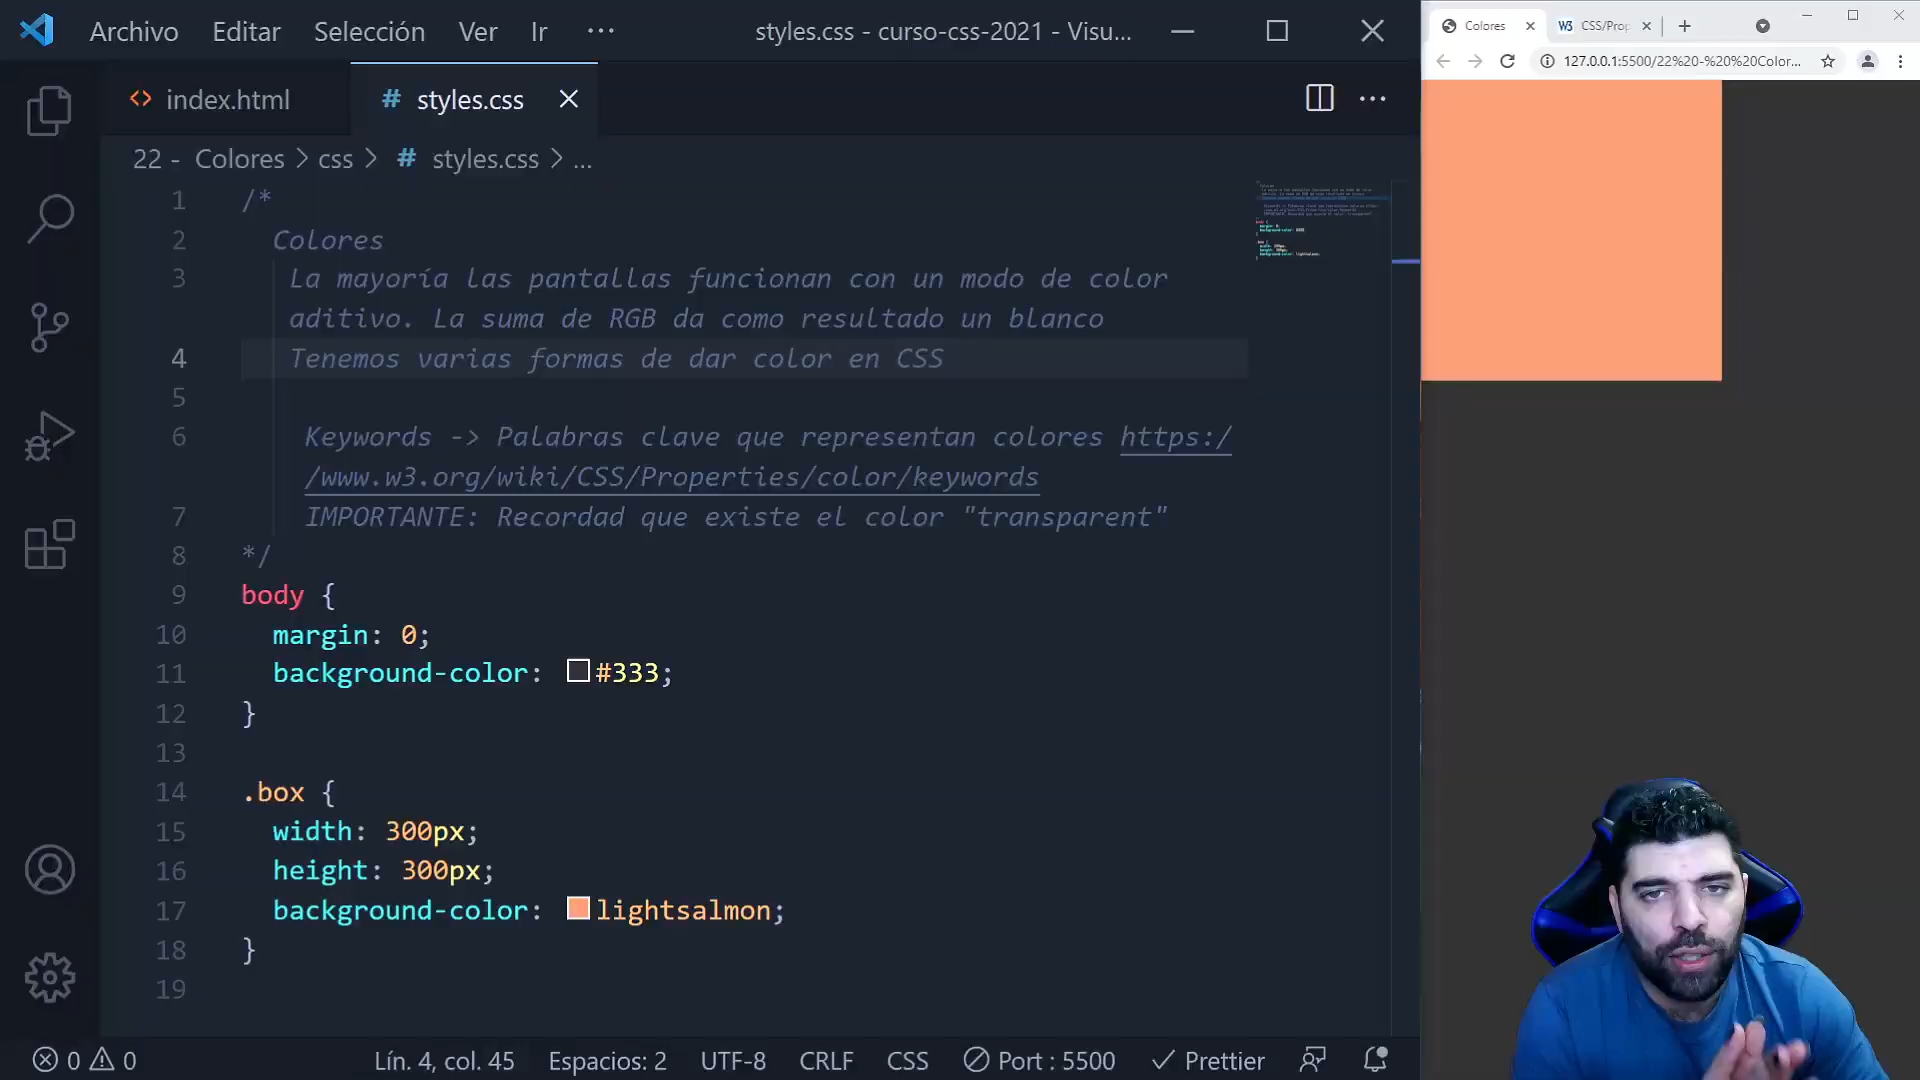 Archivo Editar Selección Ver Ir ··· styles.css - curso-css-2021 - Visu...
index.html styles.css
22 - Colores > css > # styles.css > ...
1 /*
2 Colores
3 La mayoría las pantallas funcionan con un modo de color
aditivo. La suma de RGB da como resultado un blanco
4 Tenemos varias formas de dar color en CSS
5
6 Keywords -> Palabras clave que representan colores https:/
/www.w3.org/wiki/CSS/Properties/color/keywords
7 IMPORTANTE: Recordad que existe el color "transparent"
8 */
9 body {
10 margin: 0;
11 background-color: #333;
12 }
13
14 .box {
15 width: 300px;
16 height: 300px;
17 background-color: lightsalmon;
18 }
19
0 0 Lín. 4, col. 45 Espacios: 2 UTF-8 CRLF CSS Port : 5500 Prettier
Colores W3 CSS/Prop
127.0.0.1:5500/22%20-%20%20Color...